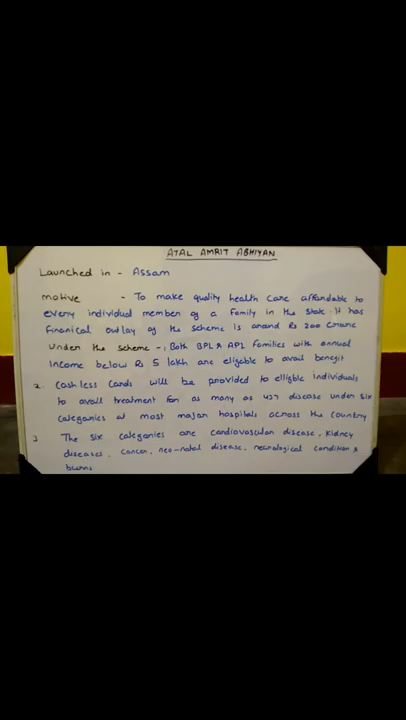 ATAL AMRIT ABHIYAN
Launched in - Assam
motive - To make quality health care affordable to
every individual member of a family in the state It has
Finanical outlay of the scheme is around Rs 200 crore
Under the scheme - 1 Both BPL & APL Families with annual
income below Rs 5 lakh are eligible to avail benefit
2. Cashless Cards will be provided to elligible individuals
to avail treatment for as many as 437 disease under six
categories at most major hospitals across the country
3 The six categories are cardiovascular disease, Kidney
diseases, cancer, neo-natal disease, neurological condition &
burns